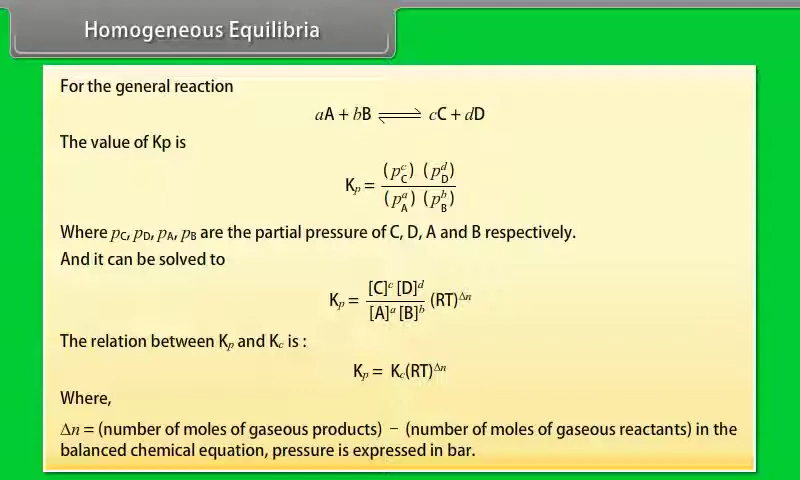 Homogeneous Equilibria
For the general reaction
aA + bB ⇌ cC + dD
The value of Kp is
Kₚ = (p_C^c) (p_D^d) / (p_A^a) (p_B^b)
Where p_C, p_D, p_A, p_B are the partial pressure of C, D, A and B respectively.
And it can be solved to
Kₚ = [C]^c [D]^d / [A]^a [B]^b (RT)^Δn
The relation between Kₚ and K_c is :
Kₚ = K_c(RT)^Δn
Where,
Δn = (number of moles of gaseous products) − (number of moles of gaseous reactants) in the
balanced chemical equation, pressure is expressed in bar.